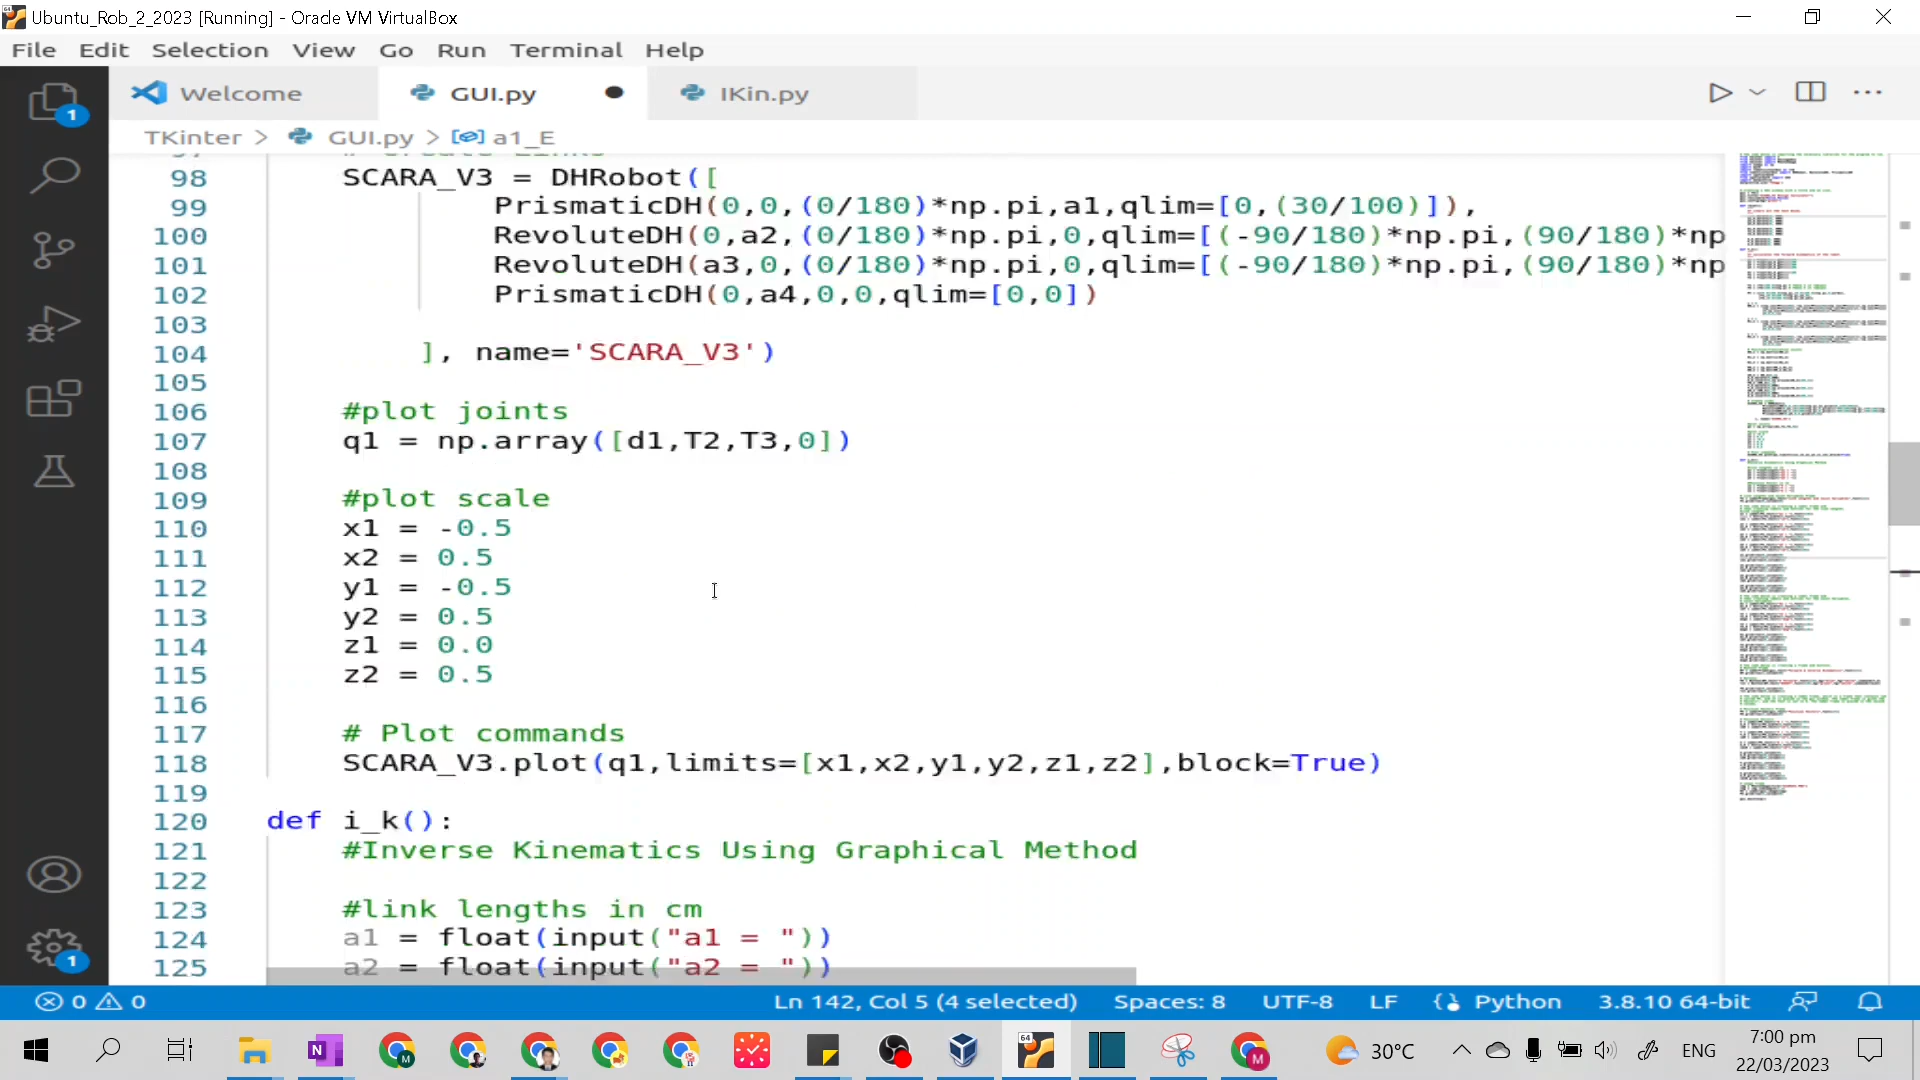 Ubuntu_Rob_2_2023 [Running] - Oracle VM VirtualBox
File Edit Selection View Go Run Terminal Help
Welcome GUI.py IKin.py
TKinter > GUI.py > a1_E
98 SCARA_V3 = DHRobot([
99 PrismaticDH(0,0,(0/180)*np.pi,a1,qlim=[0,(30/100)]),
100 RevoluteDH(0,a2,(0/180)*np.pi,0,qlim=[(-90/180)*np.pi,(90/180)*np
101 RevoluteDH(a3,0,(0/180)*np.pi,0,qlim=[(-90/180)*np.pi,(90/180)*np
102 PrismaticDH(0,a4,0,0,qlim=[0,0])
103
104 ], name='SCARA_V3')
105
106 #plot joints
107 q1 = np.array([d1,T2,T3,0])
108
109 #plot scale
110 x1 = -0.5
111 x2 = 0.5
112 y1 = -0.5
113 y2 = 0.5
114 z1 = 0.0
115 z2 = 0.5
116
117 # Plot commands
118 SCARA_V3.plot(q1,limits=[x1,x2,y1,y2,z1,z2],block=True)
119
120 def i_k():
121 #Inverse Kinematics Using Graphical Method
122
123 #link lengths in cm
124 a1 = float(input("a1 = "))
125 a2 = float(input("a2 = "))
1
1
0 0 Ln 142, Col 5 (4 selected) Spaces: 8 UTF-8 LF Python 3.8.10 64-bit
30°C ENG 7:00 pm
22/03/2023